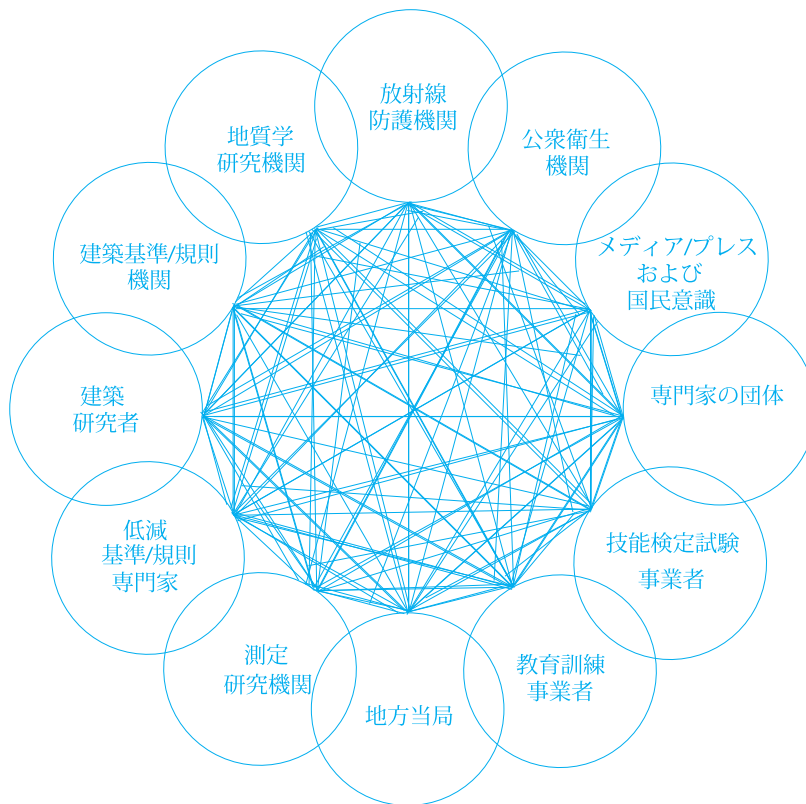 放射線
防護機関
公衆衛生
機関
メディア/プレス
および
国民意識
専門家の団体
技能検定試験
事業者
教育訓練
事業者
地方当局
測定
研究機関
低減
基準/規則
専門家
建築
研究者
建築基準/規則
機関
地質学
研究機関